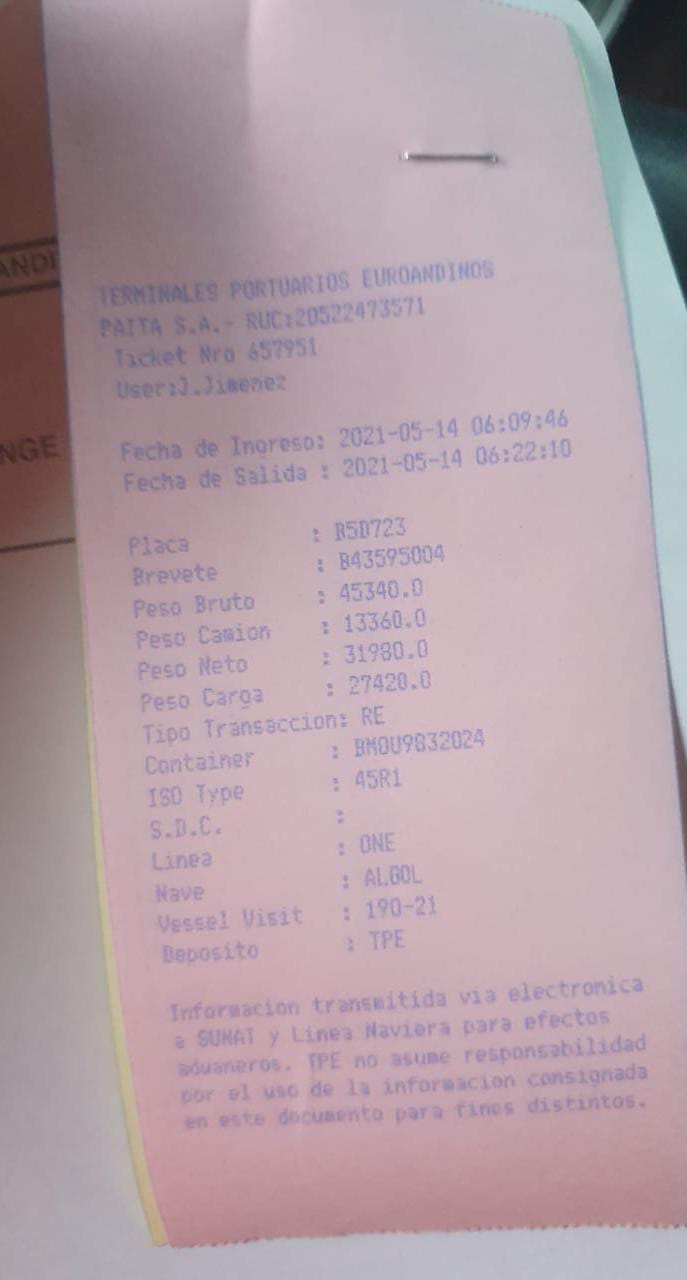 TERMINALES PORTUARIOS EUROANDINOS
PAITA S.A.- RUC:20522473571
Ticket Nro 657951
User:J.Jimenez
Fecha de Ingreso: 2021-05-14 06:09:46
Fecha de Salida : 2021-05-14 06:22:10
Placa : B5D723
Brevete : B43595004
Peso Bruto : 45340.0
Peso Camion : 13360.0
Peso Neto : 31980.0
Peso Carga : 27420.0
Tipo Transaccion: RE
Container : BMOU9832024
ISO Type : 45R1
S.D.C. :
Linea : ONE
Nave : ALGOL
Vessel Visit : 190-21
Deposito : TPE
Informacion transmitida via electronica
a SUNAT y Linea Naviera para efectos
aduaneros. TPE no asume responsabilidad
por el uso de la informacion consignada
en este documento para fines distintos.